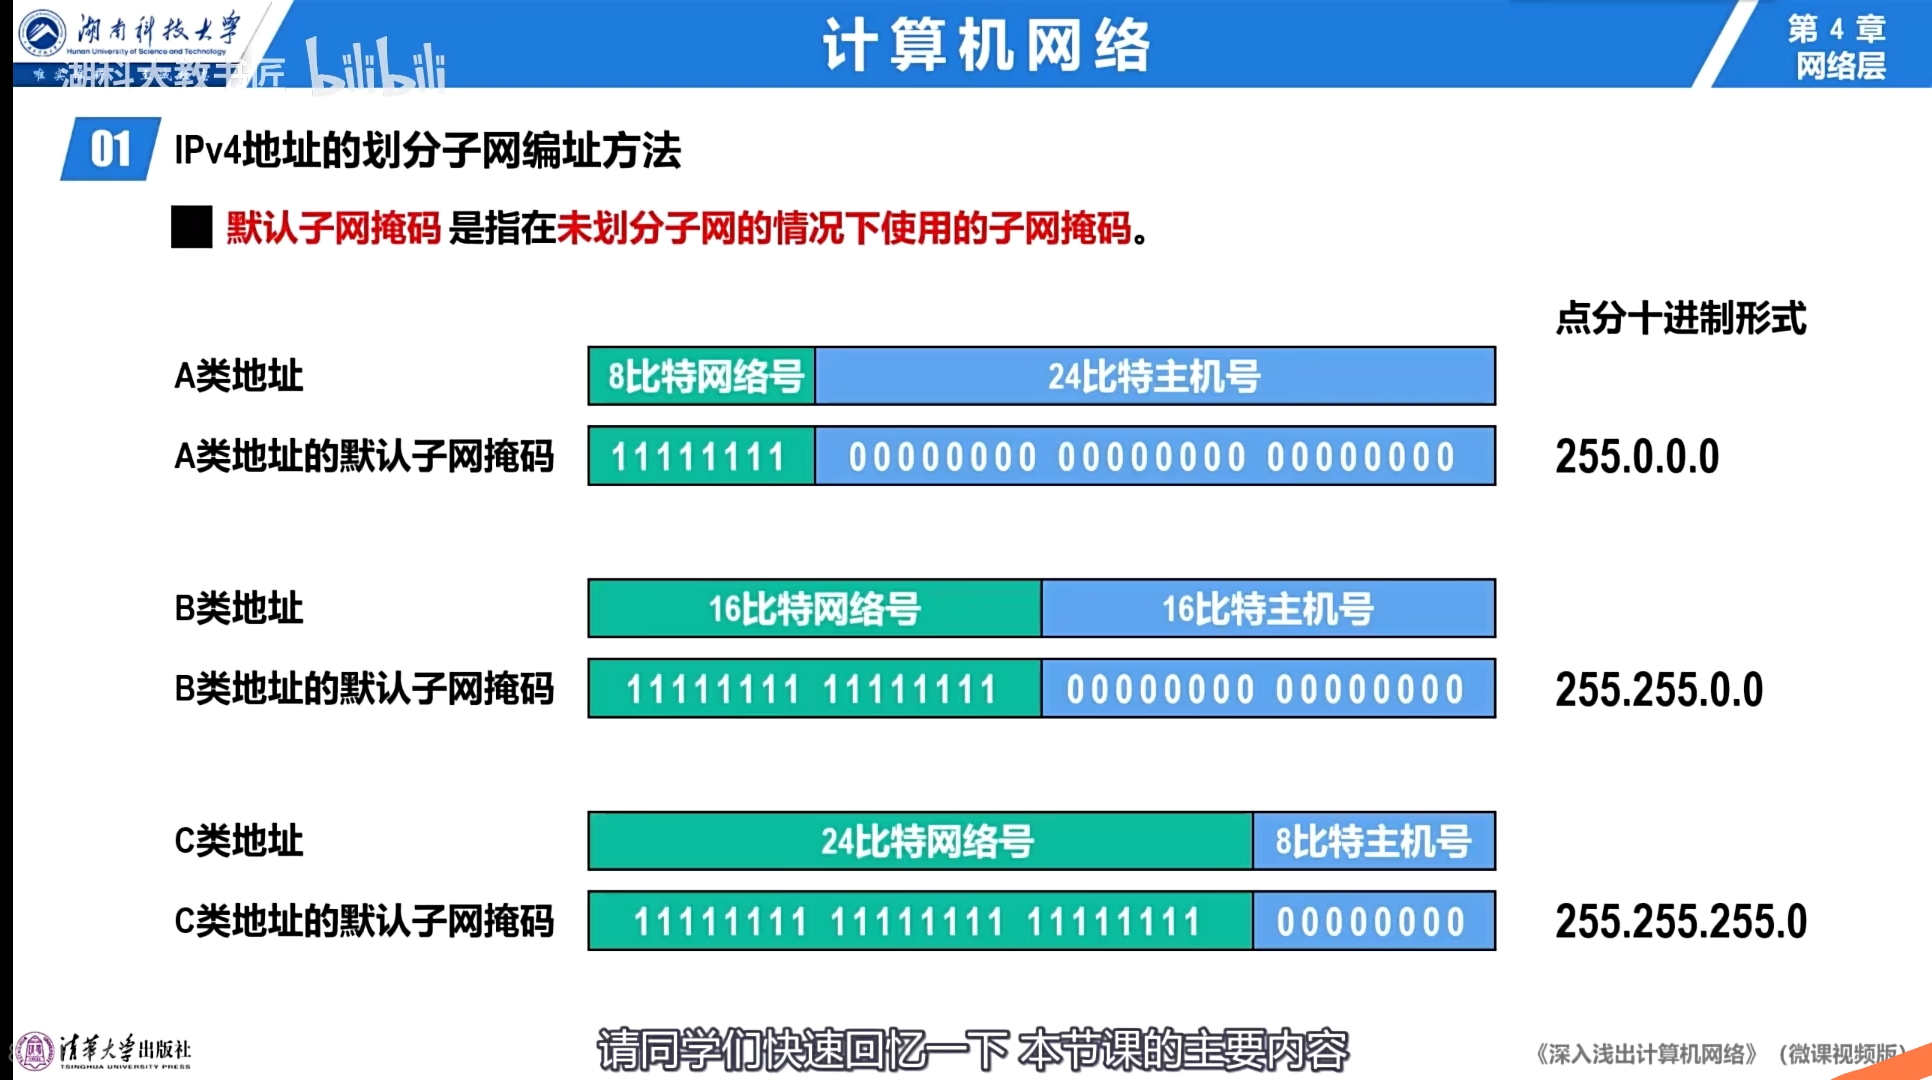 湖南科技大学
Hunan University of Science and Technology
湖科大教书匠 bilibili
计算机网络
第 4 章
网络层
01 IPv4地址的划分子网编址方法
默认子网掩码 是指在未划分子网的情况下使用的子网掩码。
点分十进制形式
A类地址 8比特网络号 24比特主机号
A类地址的默认子网掩码 11111111 00000000 00000000 00000000 255.0.0.0
B类地址 16比特网络号 16比特主机号
B类地址的默认子网掩码 11111111 11111111 00000000 00000000 255.255.0.0
C类地址 24比特网络号 8比特主机号
C类地址的默认子网掩码 11111111 11111111 11111111 00000000 255.255.255.0
请同学们快速回忆一下 本节课的主要内容
清华大学出版社
TSINGHUA UNIVERSITY PRESS
《深入浅出计算机网络》（微课视频版）